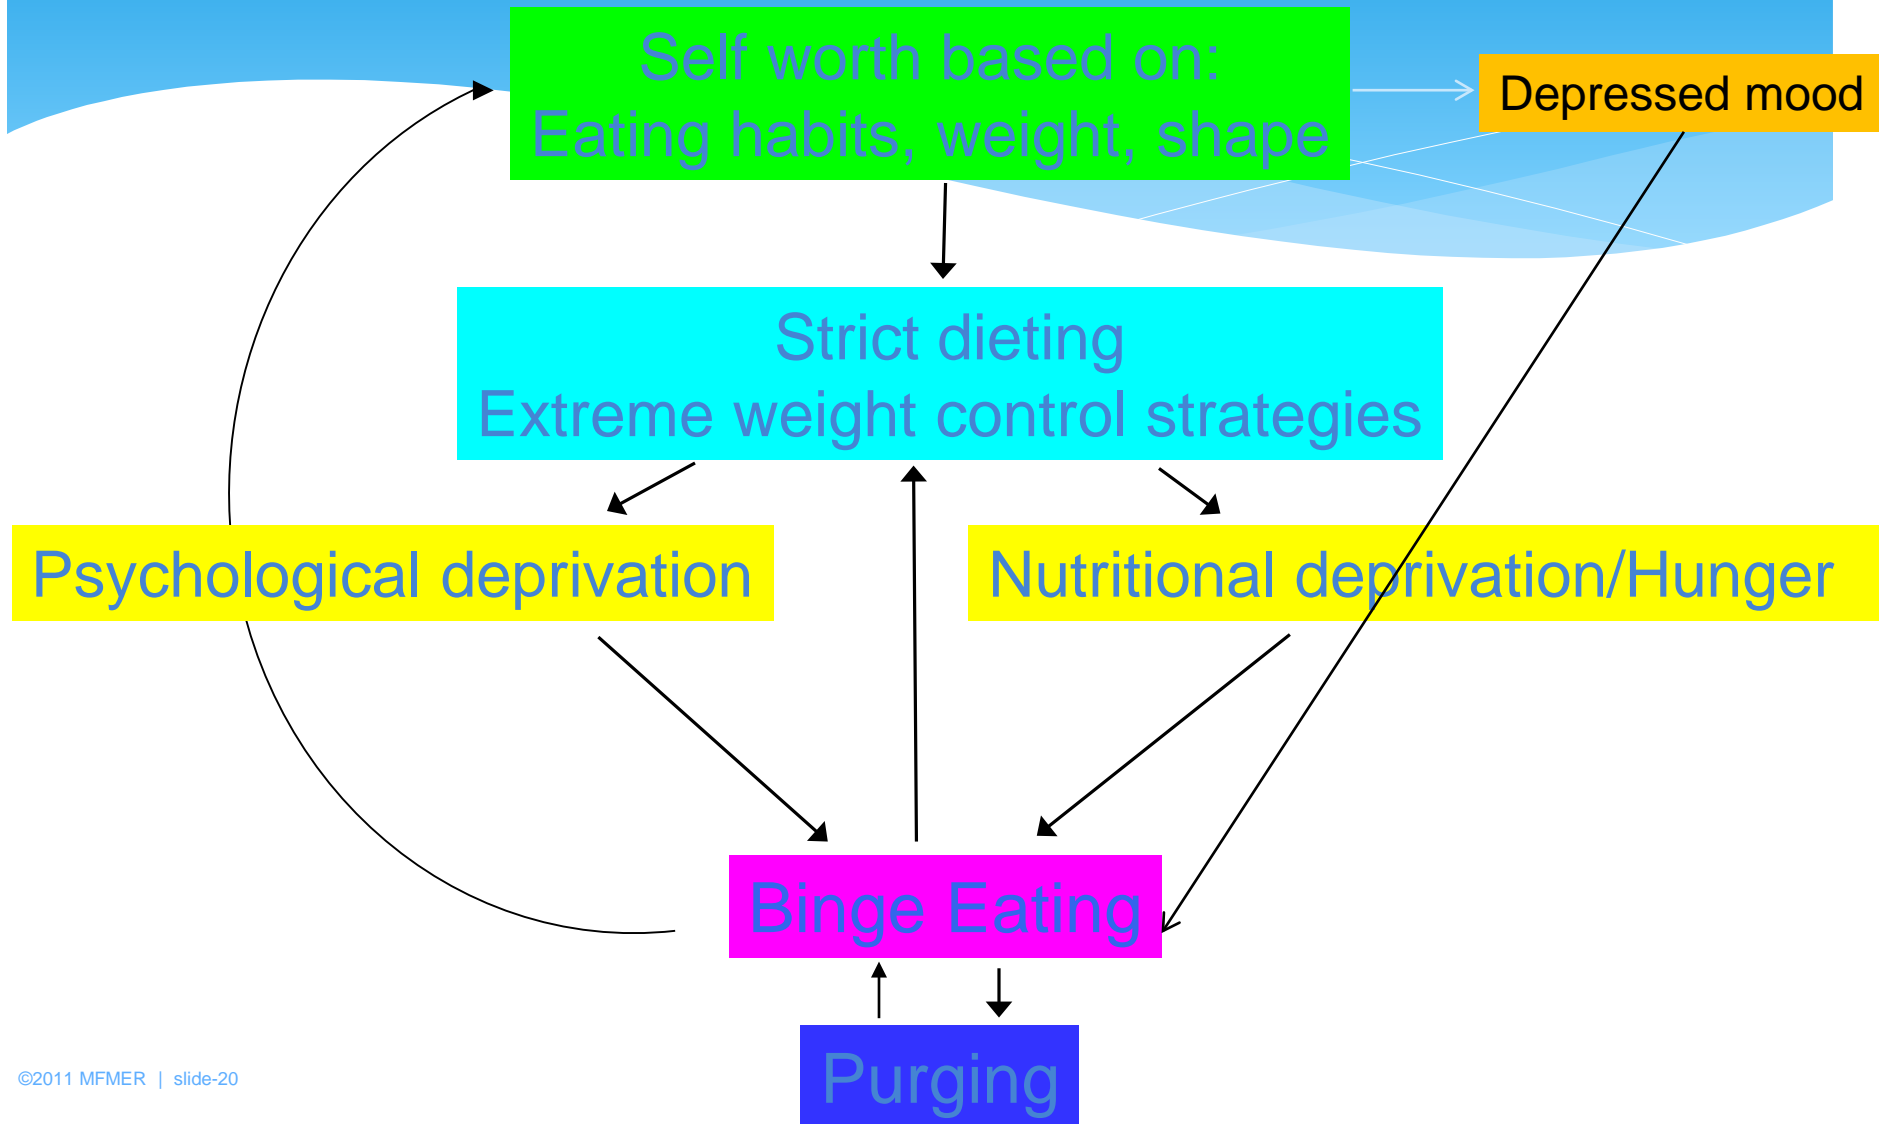 Self worth based on:
Eating habits, weight, shape
Depressed mood
Strict dieting
Extreme weight control strategies
Psychological deprivation
Nutritional deprivation/Hunger
Binge Eating
Purging
©2011 MFMER | slide-20